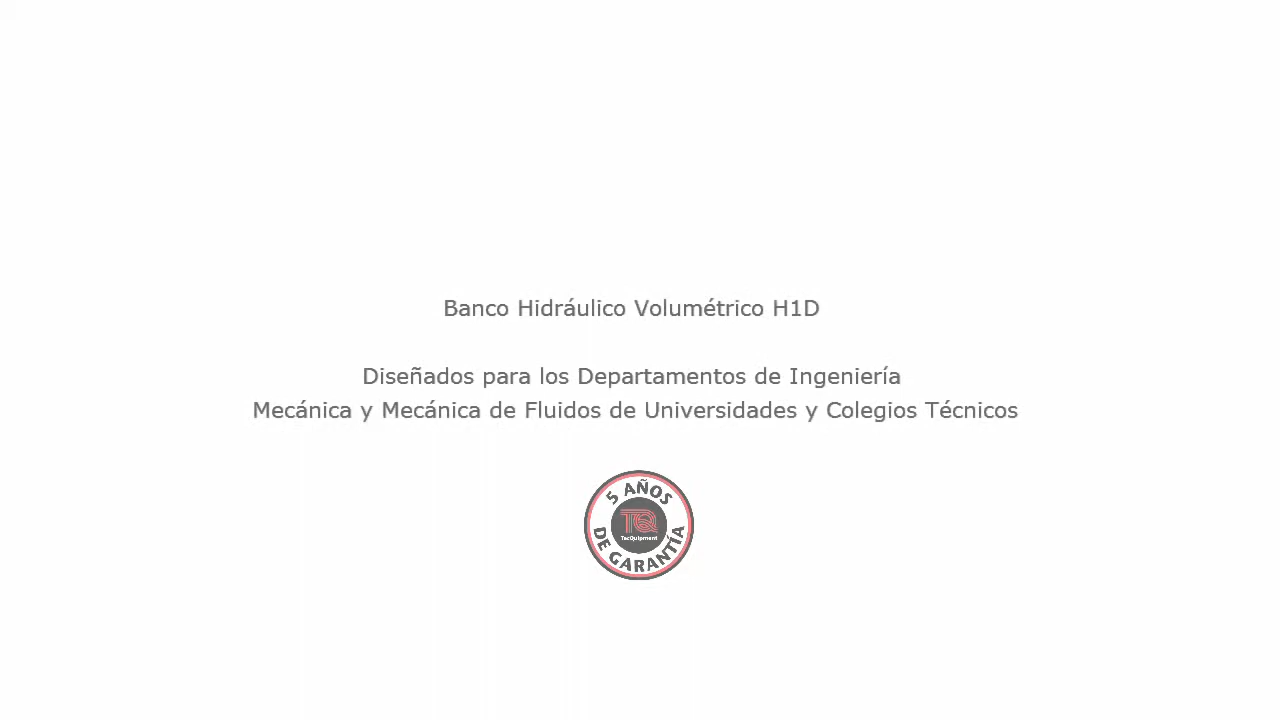 Banco Hidráulico Volumétrico H1D
Diseñados para los Departamentos de Ingeniería
Mecánica y Mecánica de Fluidos de Universidades y Colegios Técnicos
5 AÑOS
TQ
TecQuipment
DE GARANTÍA